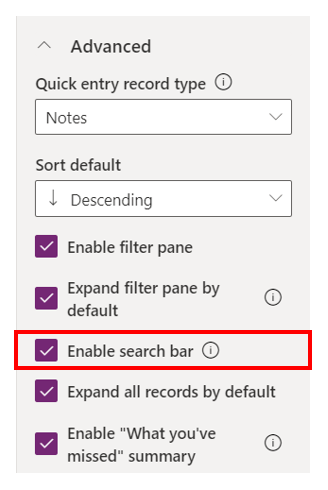 Advanced
Quick entry record type
Notes
Sort default
Descending
Enable filter pane
Expand filter pane by
default
Enable search bar
Expand all records by default
Enable "What you've
missed" summary